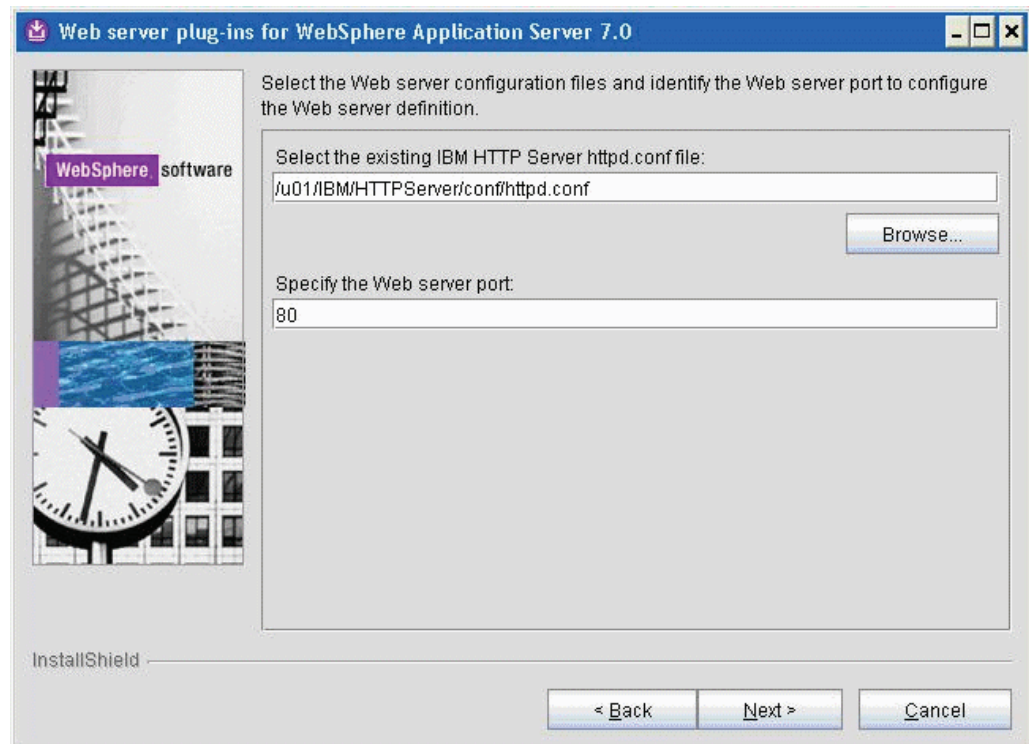 Web server plug-ins for WebSphere Application Server 7.0
WebSphere software
Select the Web server configuration files and identify the Web server port to configure
the Web server definition.
Select the existing IBM HTTP Server httpd.conf file:
/u01/IBM/HTTPServer/conf/httpd.conf
Browse...
Specify the Web server port:
80
InstallShield
< Back
Next >
Cancel